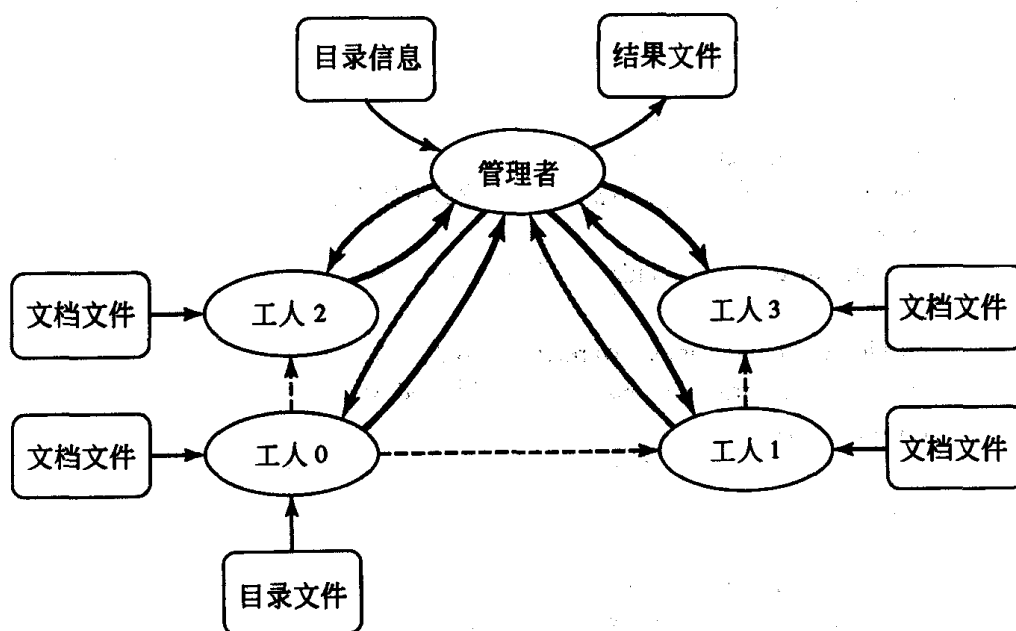 目录信息
结果文件
管理者
文档文件
工人 2
工人 3
文档文件
文档文件
工人 0
工人 1
文档文件
目录文件